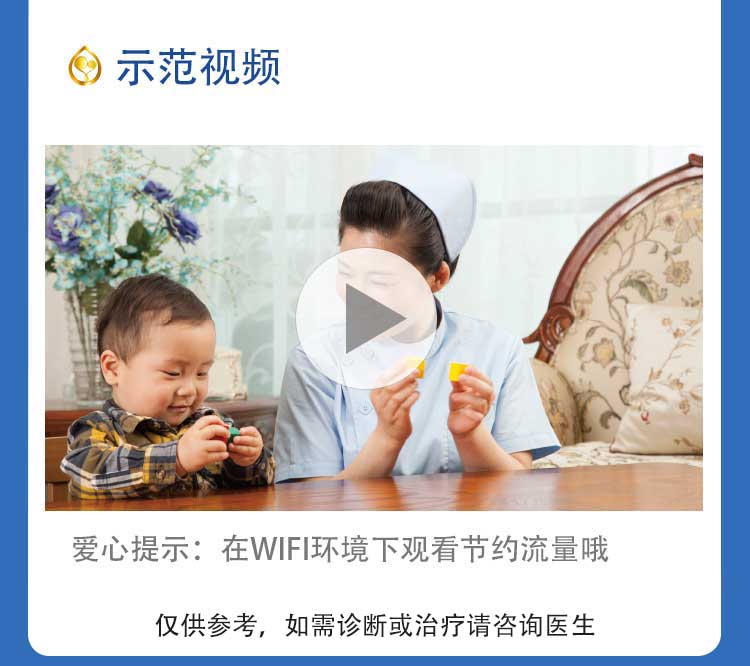 示范视频
爱心提示：在WIFI环境下观看节约流量哦
仅供参考，如需诊断或治疗请咨询医生